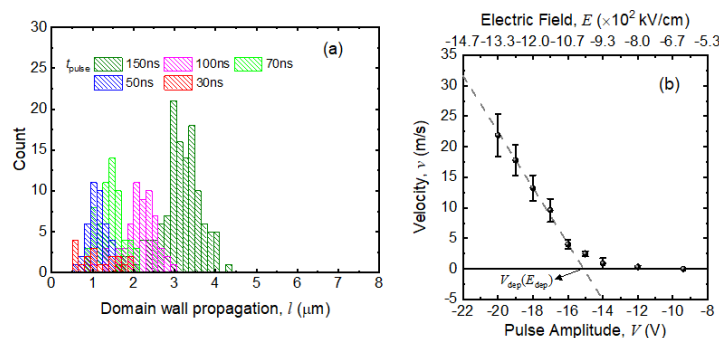 (a)
t_pulse 150ns 100ns 70ns
50ns 30ns
30
25
20
15
10
5
0
Count
0 1 2 3 4 5 6 7 8
Domain wall propagation, l (μm)
Electric Field, E (×10² kV/cm)
-14.7 -13.3 -12.0 -10.7 -9.3 -8.0 -6.7 -5.3
(b)
35
30
25
20
15
10
5
0
-5
Velocity, v (m/s)
V_dep(E_dep)
-22 -20 -18 -16 -14 -12 -10 -8
Pulse Amplitude, V (V)